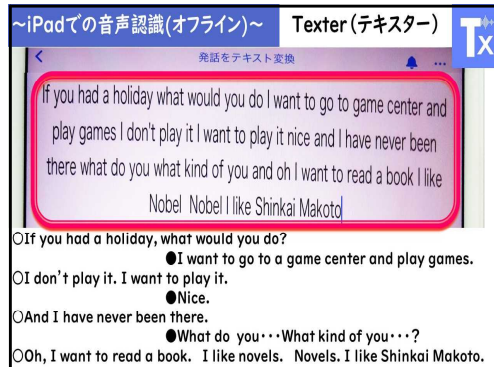 ～iPadでの音声認識(オフライン)～ Texter(テキスター)
Tx
発話をテキスト変換
If you had a holiday what would you do I want to go to game center and
play games I don't play it I want to play it nice and I have never been
there what do you what kind of you and oh I want to read a book I like
Nobel Nobel I like Shinkai Makoto
○If you had a holiday, what would you do?
●I want to go to a game center and play games.
○I don't play it. I want to play it.
●Nice.
○And I have never been there.
●What do you・・・What kind of you・・・?
○Oh, I want to read a book. I like novels. Novels. I like Shinkai Makoto.